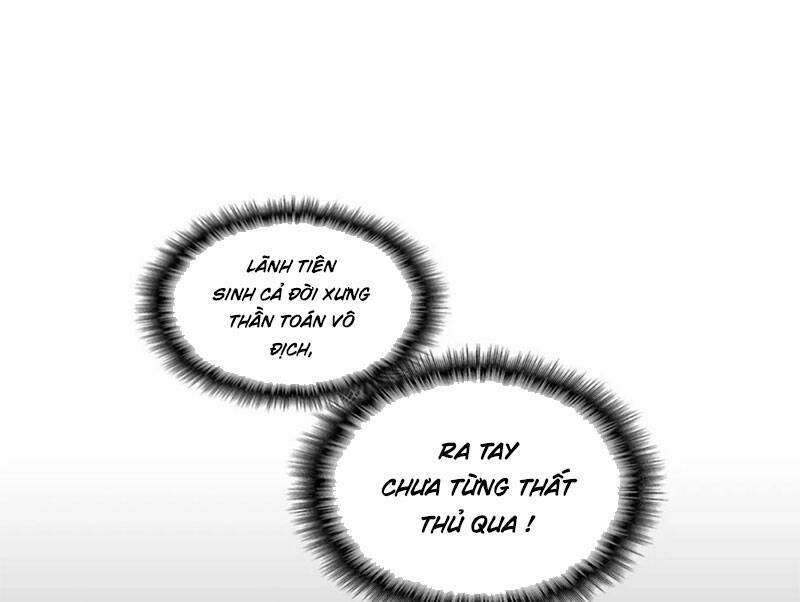 LÃNH TIÊN
SINH CẢ ĐỜI XƯNG
THẦN TOÁN VÔ
ĐỊCH,
RA TAY
CHƯA TỪNG THẤT
THỦ QUA !